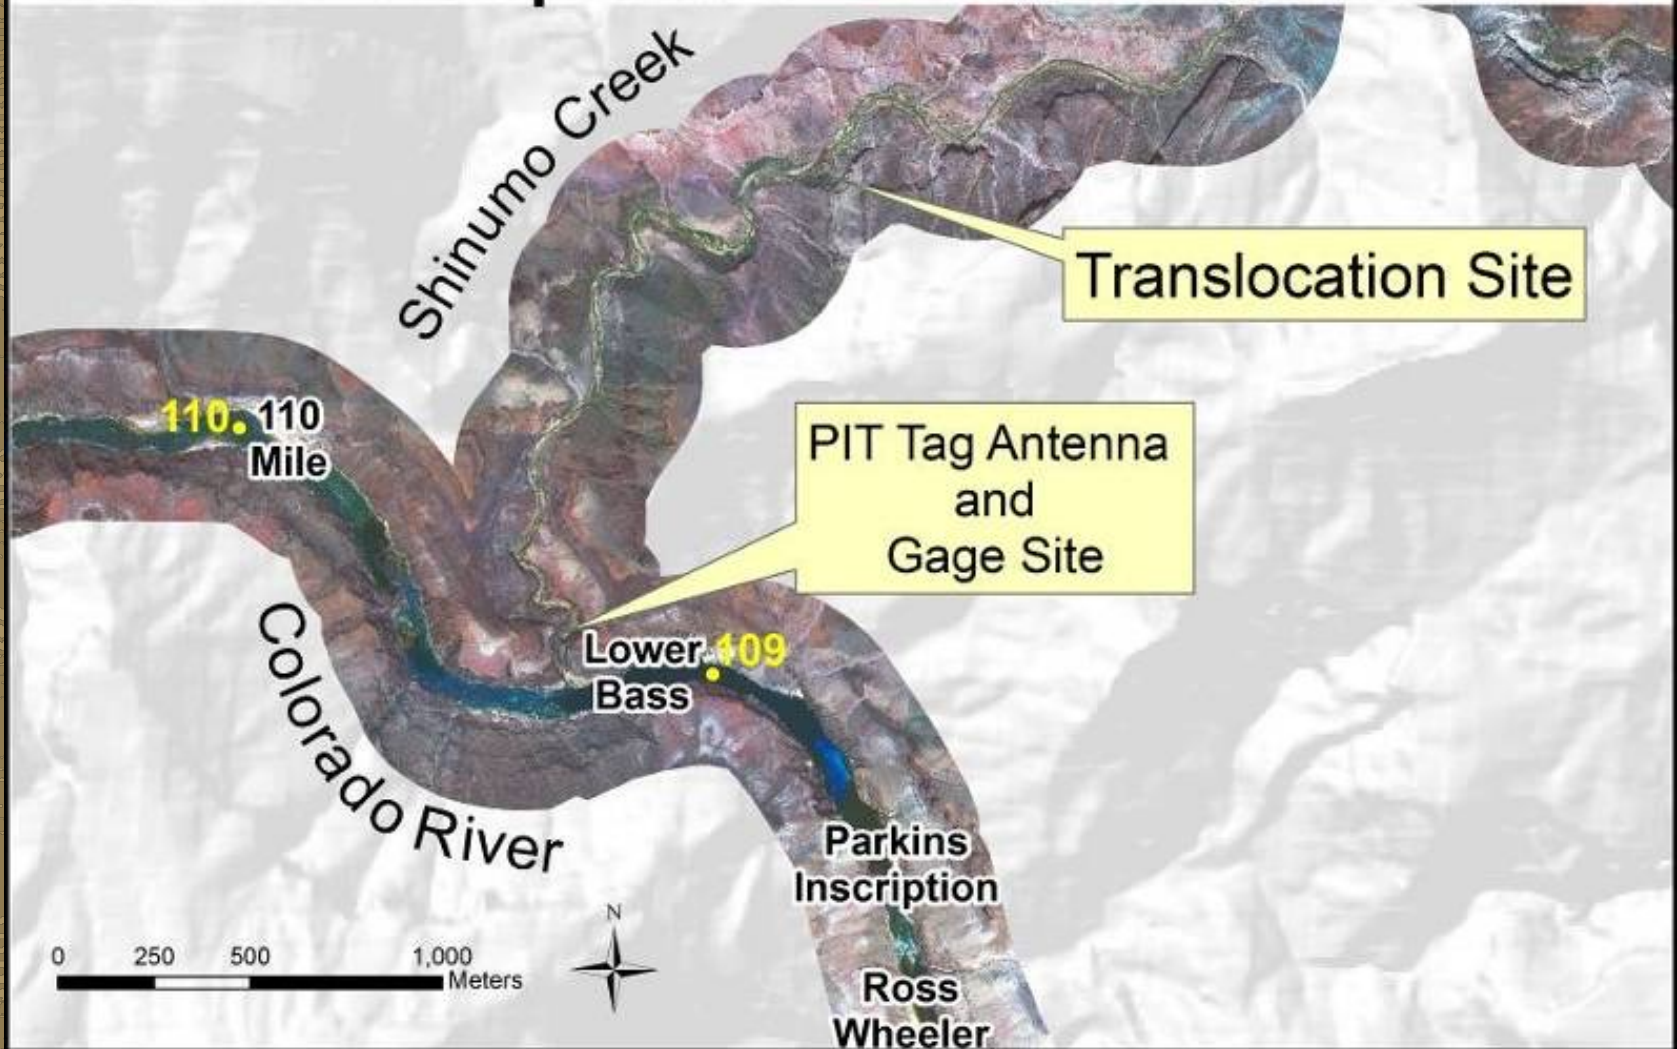 Shinumo Creek
Translocation Site
110
110
Mile
PIT Tag Antenna
and
Gage Site
Lower
Bass
109
Colorado River
Parkins
Inscription
N
0 250 500 1,000
Meters
Ross
Wheeler